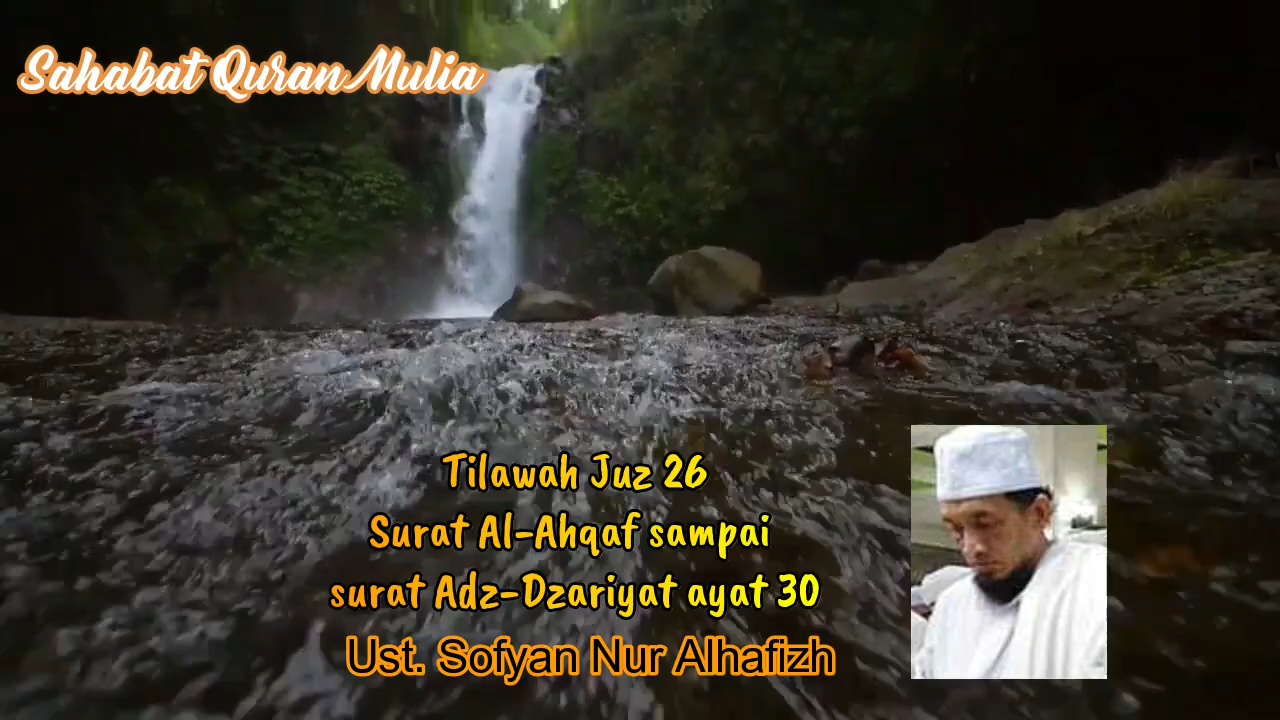 Sahabat Quran Mulia
Tilawah Juz 26
Surat Al-Ahqaf sampai
surat Adz-Dzariyat ayat 30
Ust. Sofyan Nur Alhafizh